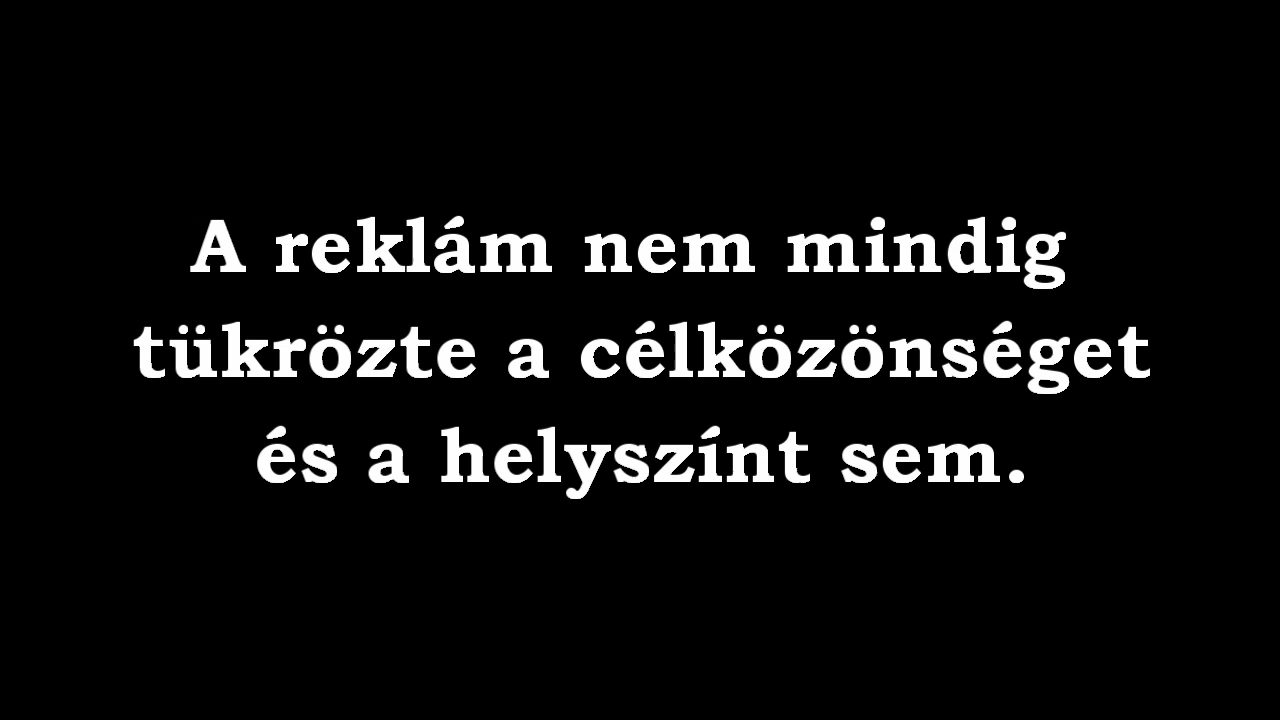 A reklám nem mindig
tükrözte a célközönséget
és a helyszínt sem.